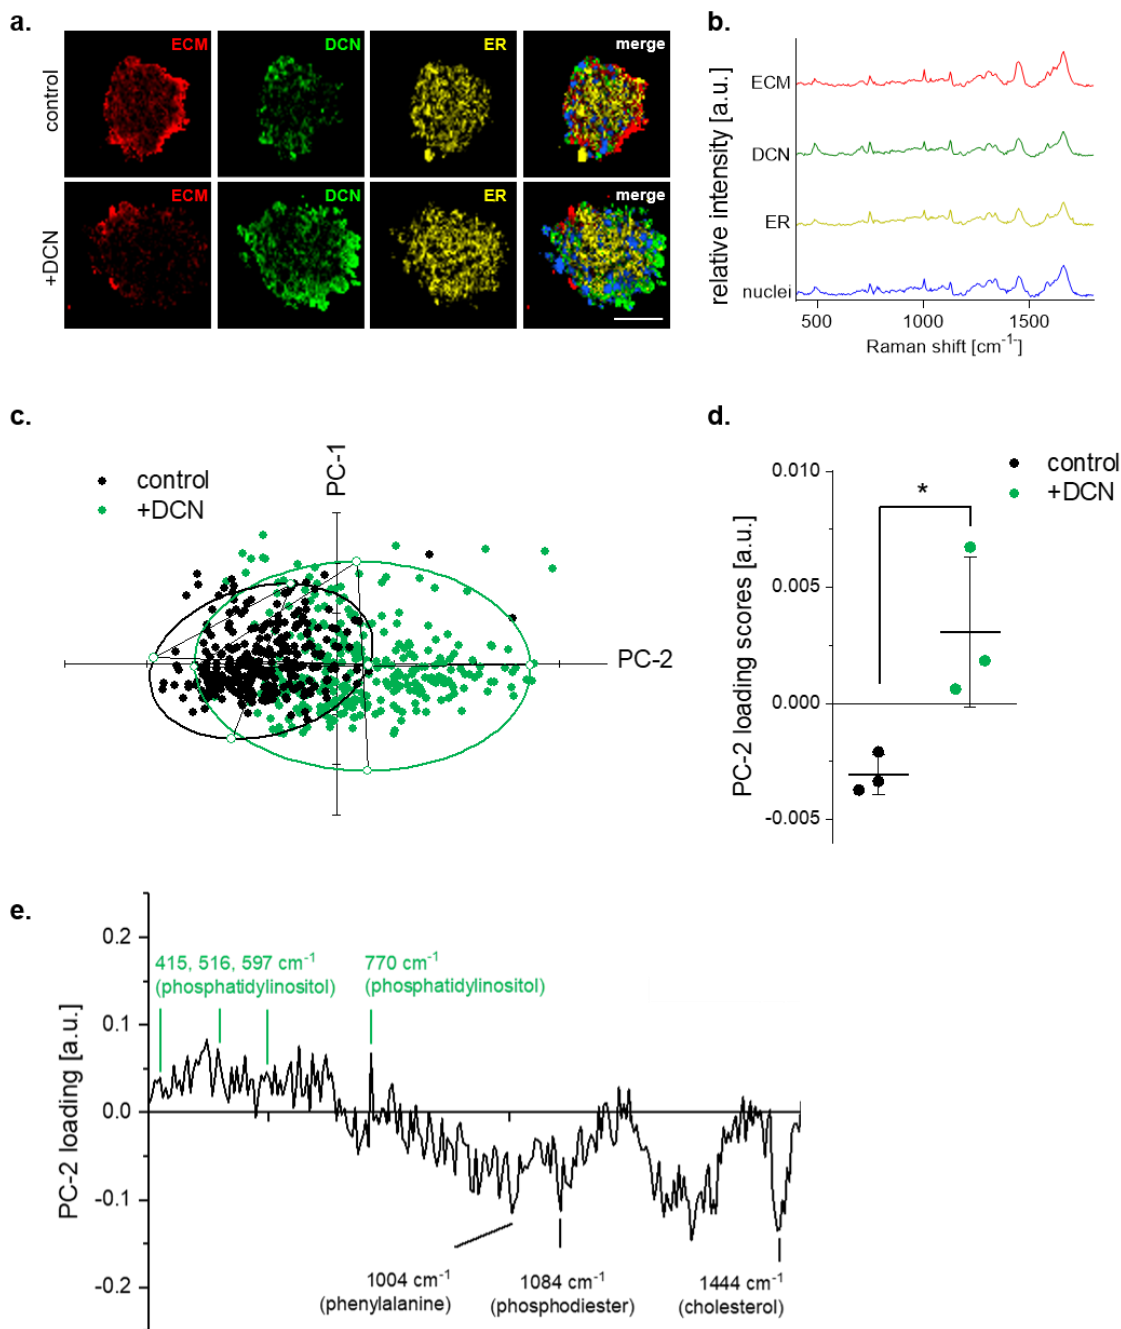 a.
ECM DCN ER merge
control
ECM DCN ER merge
+DCN
b.
relative intensity [a.u.]
ECM
DCN
ER
nuclei
500 1000 1500
Raman shift [cm⁻¹⁻]
c.
control
+DCN
PC-1
PC-2
d.
control
+DCN
*
PC-2 loading scores [a.u.]
0.010
0.005
0.000
-0.005
e.
PC-2 loading [a.u.]
0.2
0.1
0.0
-0.1
-0.2
415, 516, 597 cm⁻¹
(phosphatidylinositol)
770 cm⁻¹
(phosphatidylinositol)
1004 cm⁻¹
(phenylalanine)
1084 cm⁻¹
(phosphodiester)
1444 cm⁻¹
(cholesterol)